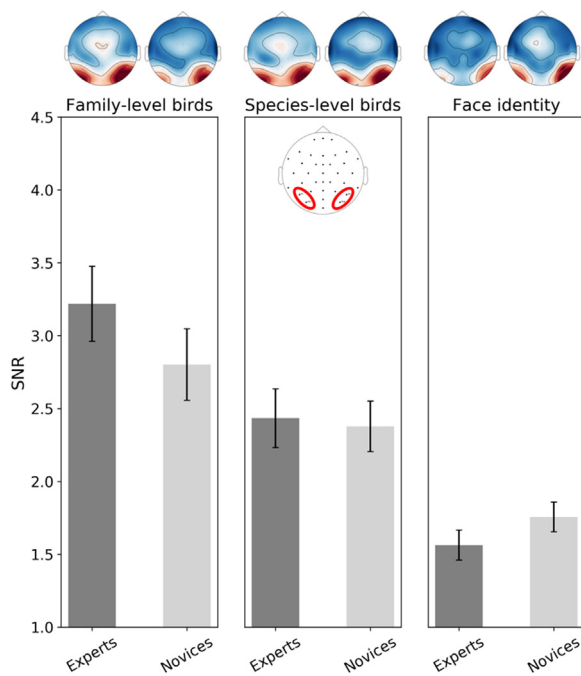 Family-level birds
Species-level birds
Face identity
4.5
4.0
3.5
3.0
2.5
2.0
1.5
1.0
SNR
Experts
Novices
Experts
Novices
Experts
Novices